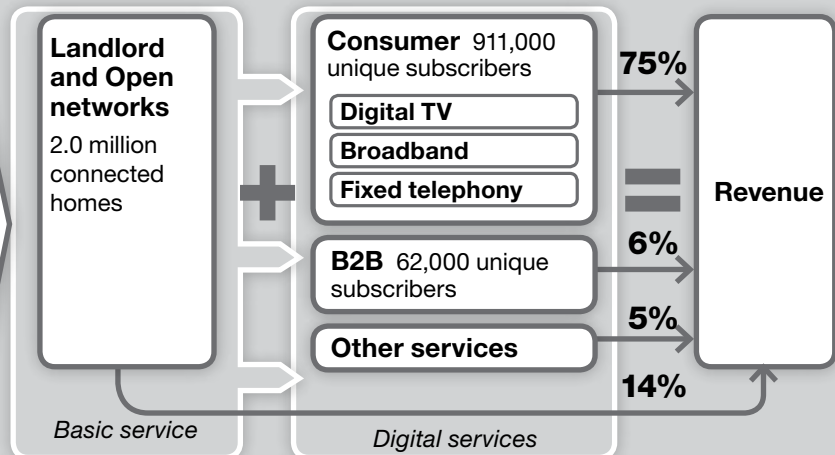 Landlord
and Open
networks
2.0 million
connected
homes
Basic service
+
Consumer 911,000
unique subscribers
Digital TV
Broadband
Fixed telephony
B2B 62,000 unique
subscribers
Other services
Digital services
75%
=
6%
5%
14%
Revenue